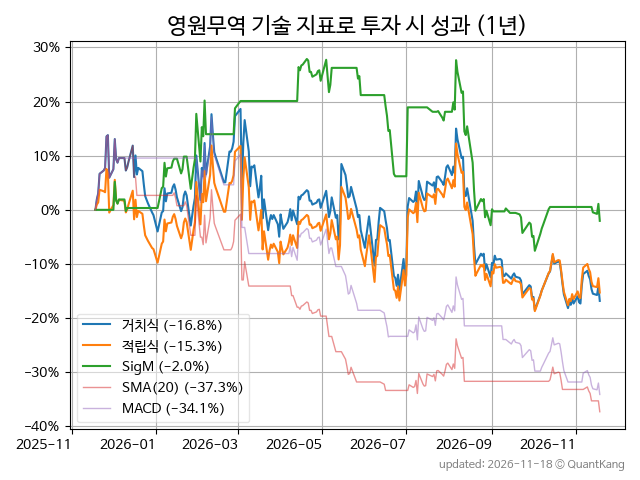 영원무역 기술 지표로 투자 시 성과 (1년)
30%
20%
10%
0%
−10%
−20%
−30%
−40%
거치식 (−16.8%)
적립식 (−15.3%)
SigM (−2.0%)
SMA(20) (−37.3%)
MACD (−34.1%)
2025-11 2026-01 2026-03 2026-05 2026-07 2026-09 2026-11
updated: 2026-11-18 © QuantKang